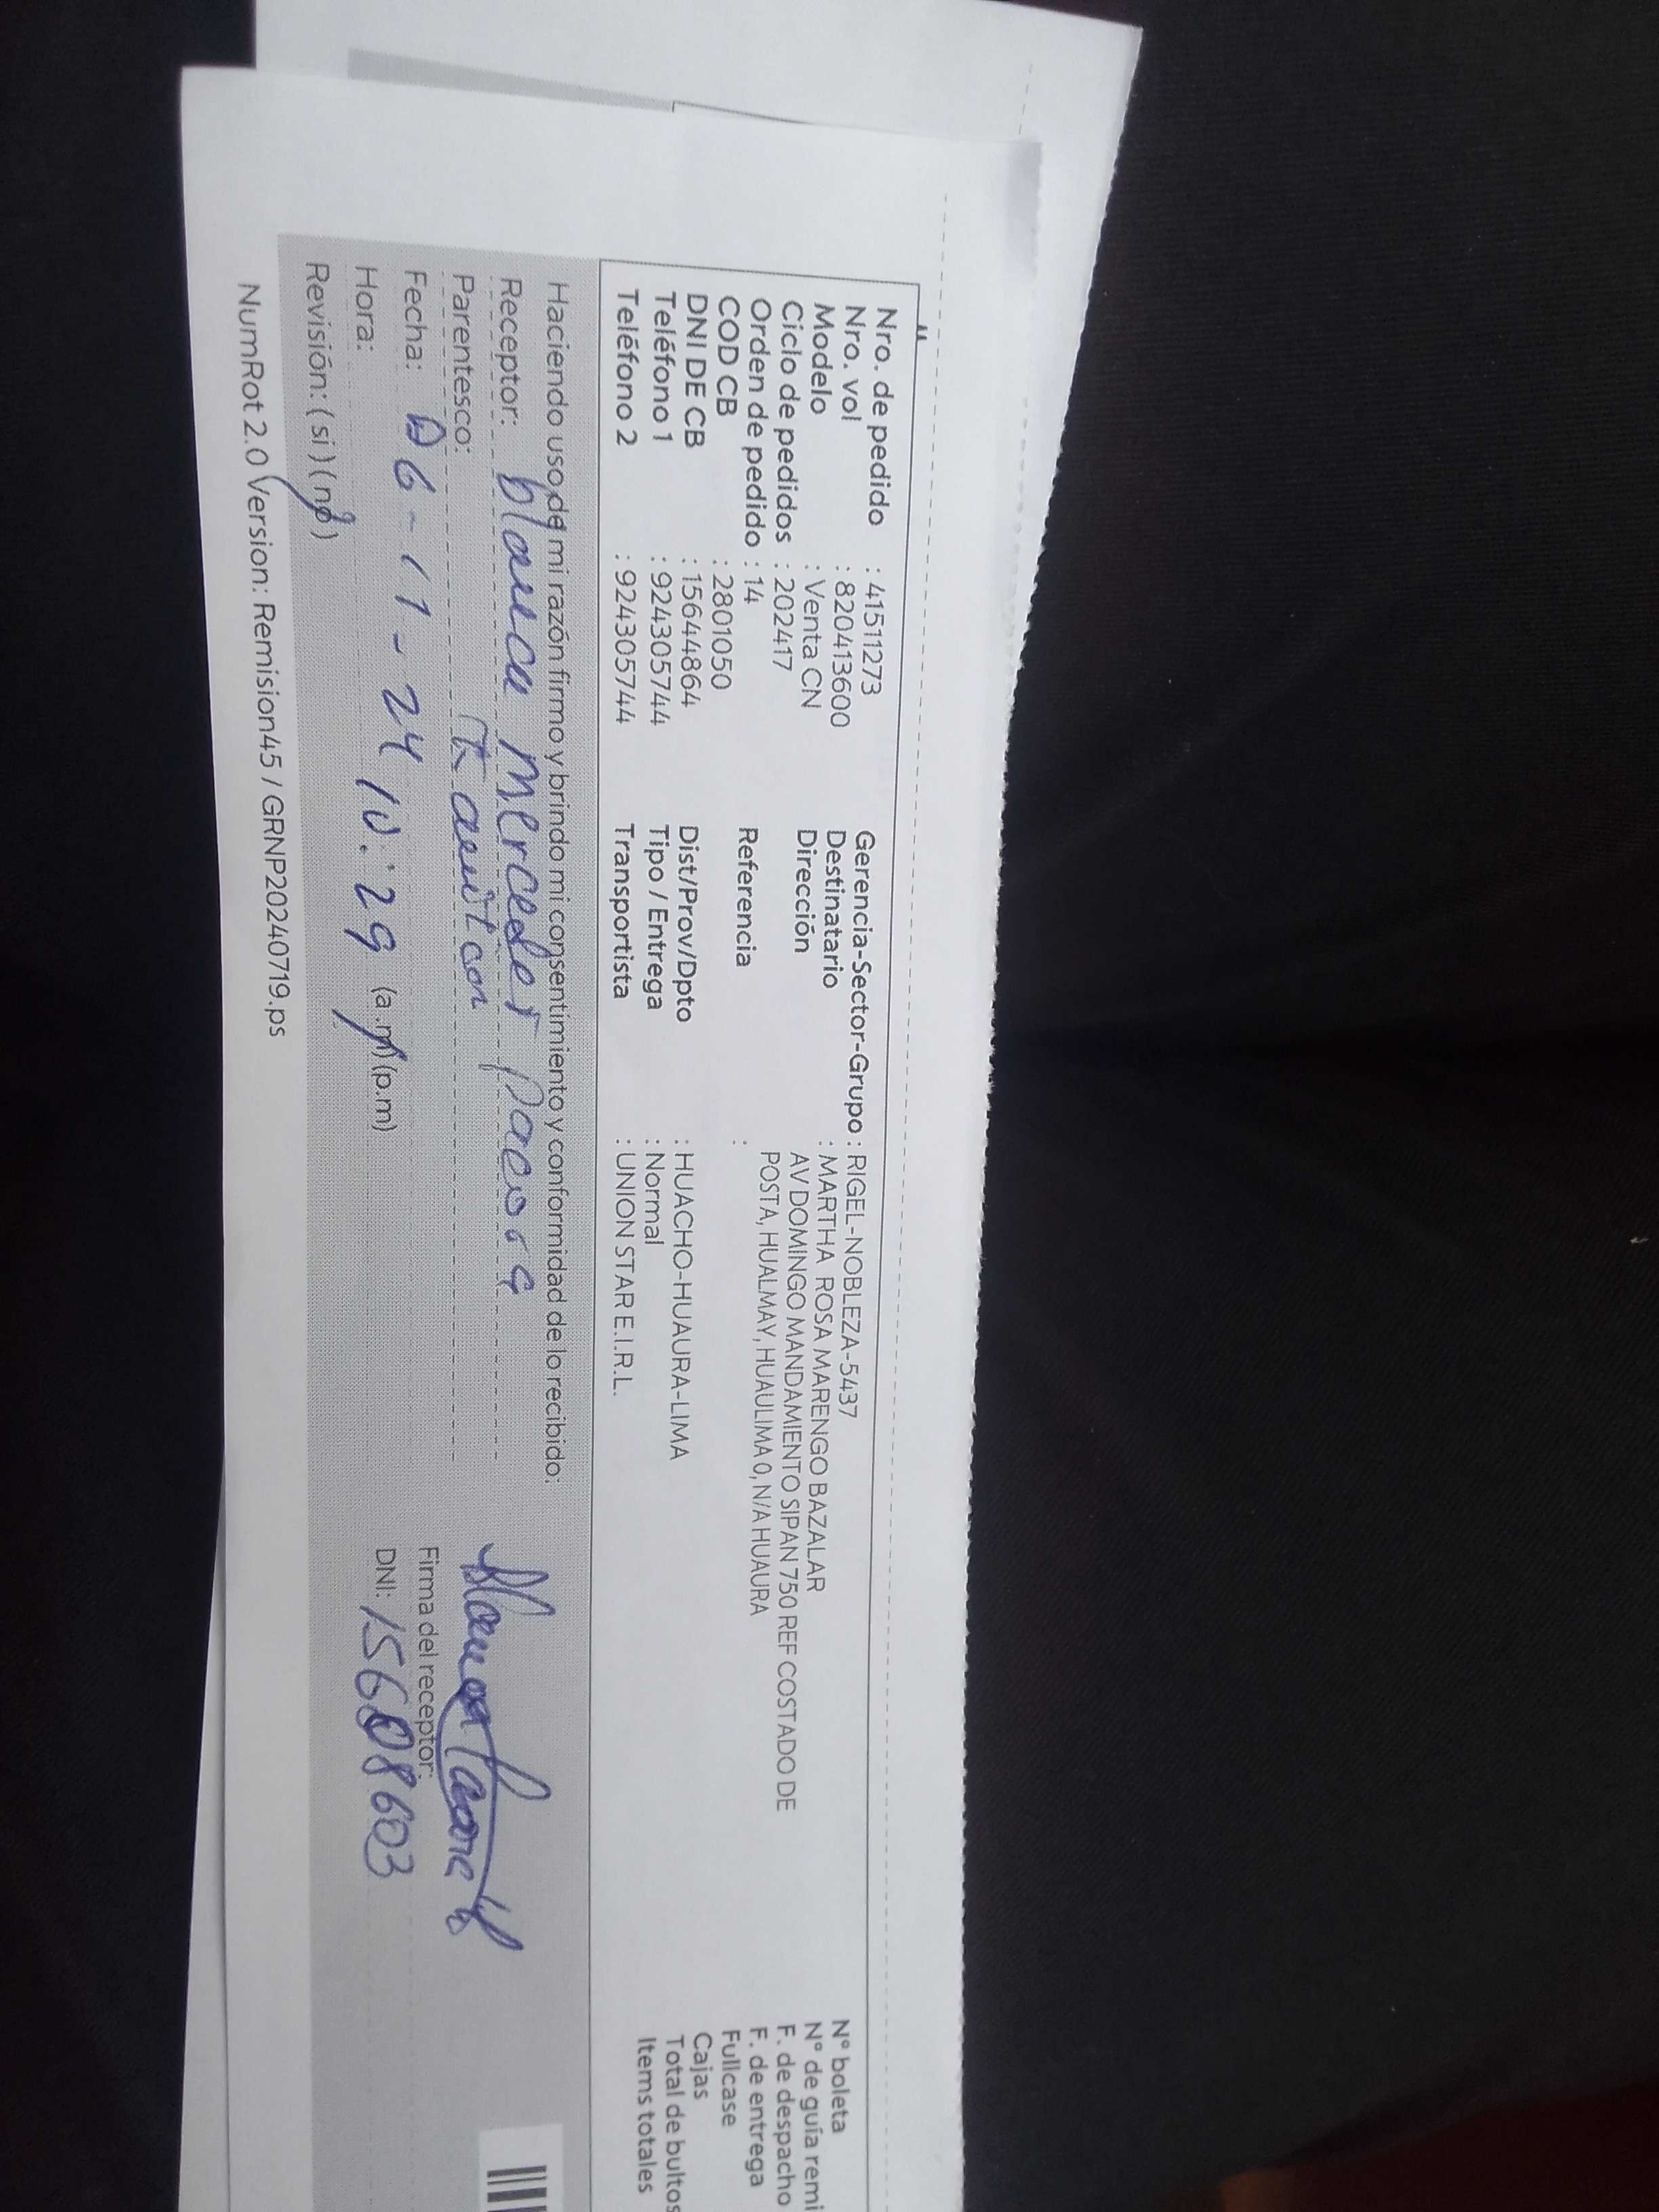 Nro. de pedido : 41511273
Nro. vol : 820413600
Modelo : Venta CN
Ciclo de pedidos : 202417
Orden de pedido : 14
COD CB : 2801050
DNI DE CB : 15644864
Teléfono 1 : 924305744
Teléfono 2 : 924305744
Gerencia-Sector-Grupo : RIGEL-NOBLEZA-5437
Destinatario : MARTHA ROSA MARENGO BAZALAR
Dirección AV DOMINGO MANDAMIENTO SIPAN 750 REF COSTADO DE
POSTA, HUALMAY, HUAULIMA 0, N/A HUAURA
Referencia :
Dist/Prov/Dpto : HUACHO-HUAURA-LIMA
Tipo / Entrega : Normal
Transportista : UNION STAR E.I.R.L.
N° boleta
N° de guía remi
F. de despacho
F. de entrega
Fullcase
Cajas
Total de bultos
Items totales
Haciendo uso de mi razón firmo y brindo mi consentimiento y conformidad de lo recibido:
Receptor: blanca Mercedes Pacora
Parentesco:
Fecha: 06-11-24
Hora: 10:29 (a.m) (p.m)
Revisión: (si) (no)
Firma del receptor:
DNI: 15608603
NumRot 2.0 Version: Remision45 / GRNP20240719.ps